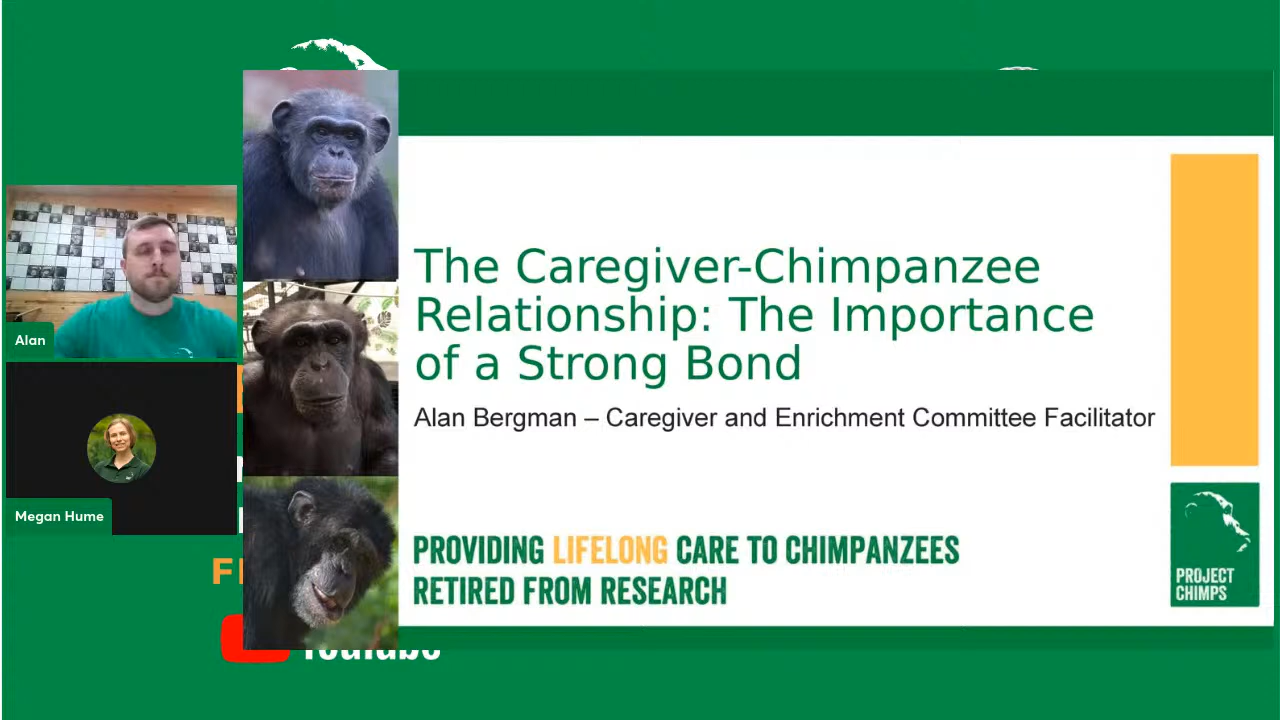 The Caregiver-Chimpanzee
Relationship: The Importance
of a Strong Bond
Alan Bergman – Caregiver and Enrichment Committee Facilitator
PROVIDING LIFELONG CARE TO CHIMPANZEES
RETIRED FROM RESEARCH
PROJECT
CHIMPS
Alan
Megan Hume
YouTube